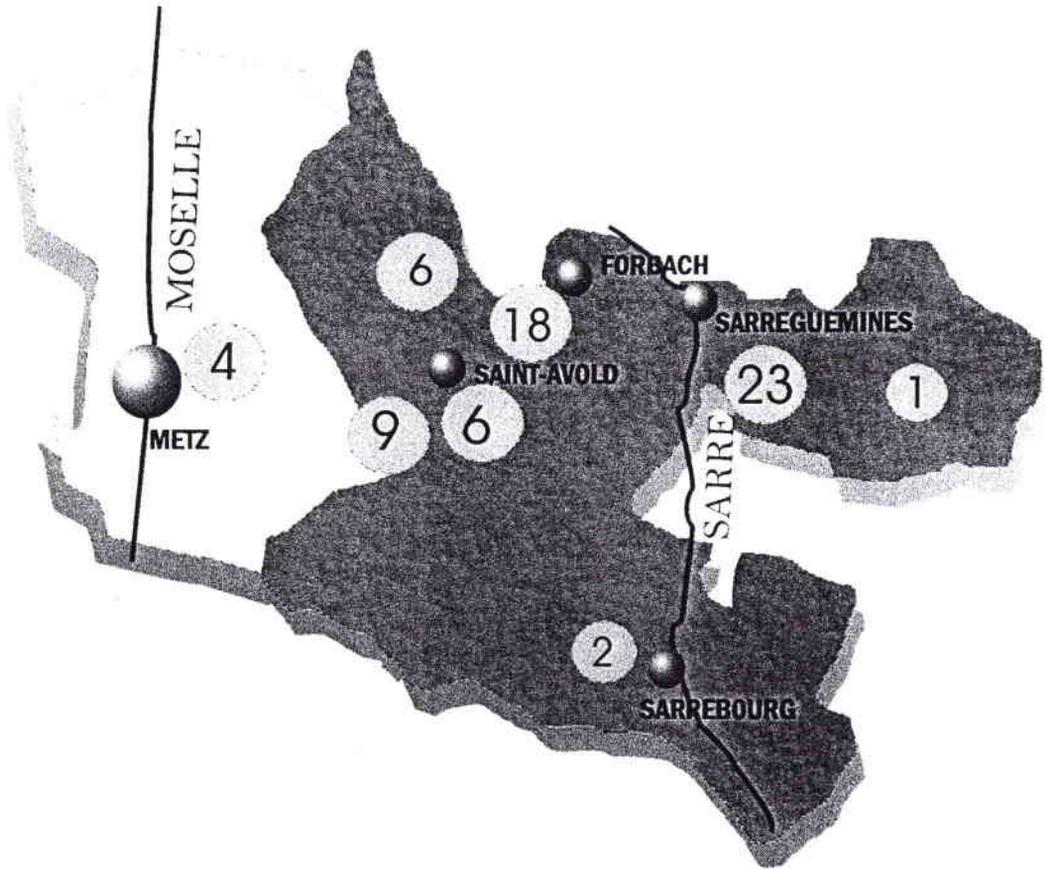 MOSELLE
6
FORBACH
18
SARREGUEMINES
4
SAINT-AVOLD
23
1
METZ
9
6
SARRE
2
SARREBOURG